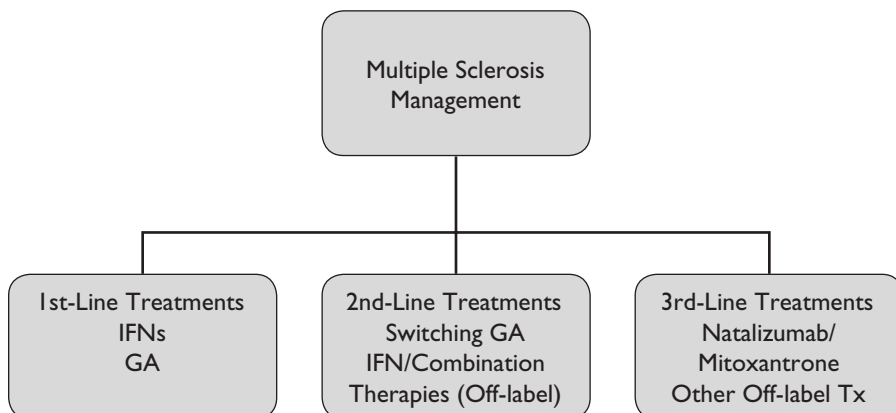 Multiple Sclerosis
Management
1st-Line Treatments
IFNs
GA
2nd-Line Treatments
Switching GA
IFN/Combination
Therapies (Off-label)
3rd-Line Treatments
Natalizumab/
Mitoxantrone
Other Off-label Tx